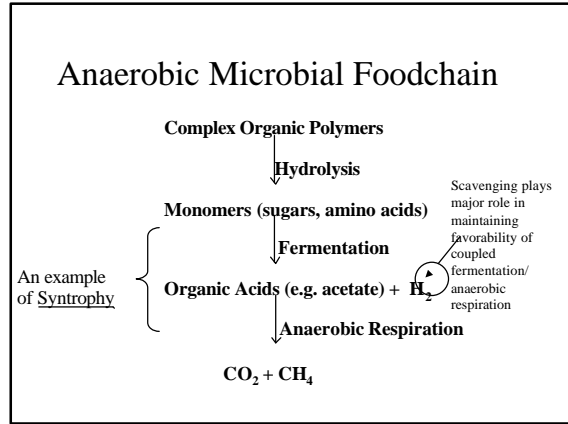 Anaerobic Microbial Foodchain
Complex Organic Polymers
Hydrolysis
Monomers (sugars, amino acids)
Fermentation
Organic Acids (e.g. acetate) + H₂
Anaerobic Respiration
CO₂ + CH₄
An example
of Syntrophy
Scavenging plays
major role in
maintaining
favorability of
coupled
fermentation/
anaerobic
respiration